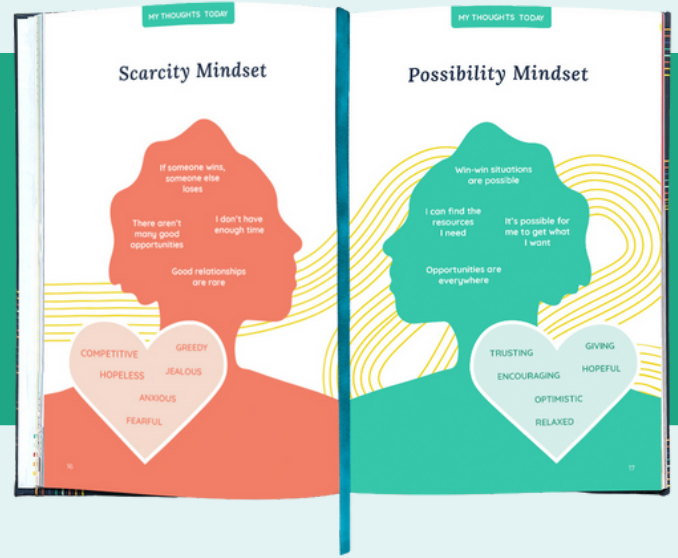 MY THOUGHTS TODAY
Scarcity Mindset
If someone wins,
someone else
loses
There aren't
many good
opportunities
I don't have
enough time
Good relationships
are rare
COMPETITIVE
GREEDY
HOPELESS
JEALOUS
ANXIOUS
FEARFUL
16
MY THOUGHTS TODAY
Possibility Mindset
Win-win situations
are possible
I can find the
resources
I need
It's possible for
me to get what
I want
Opportunities are
everywhere
TRUSTING
GIVING
ENCOURAGING
HOPEFUL
OPTIMISTIC
RELAXED
17